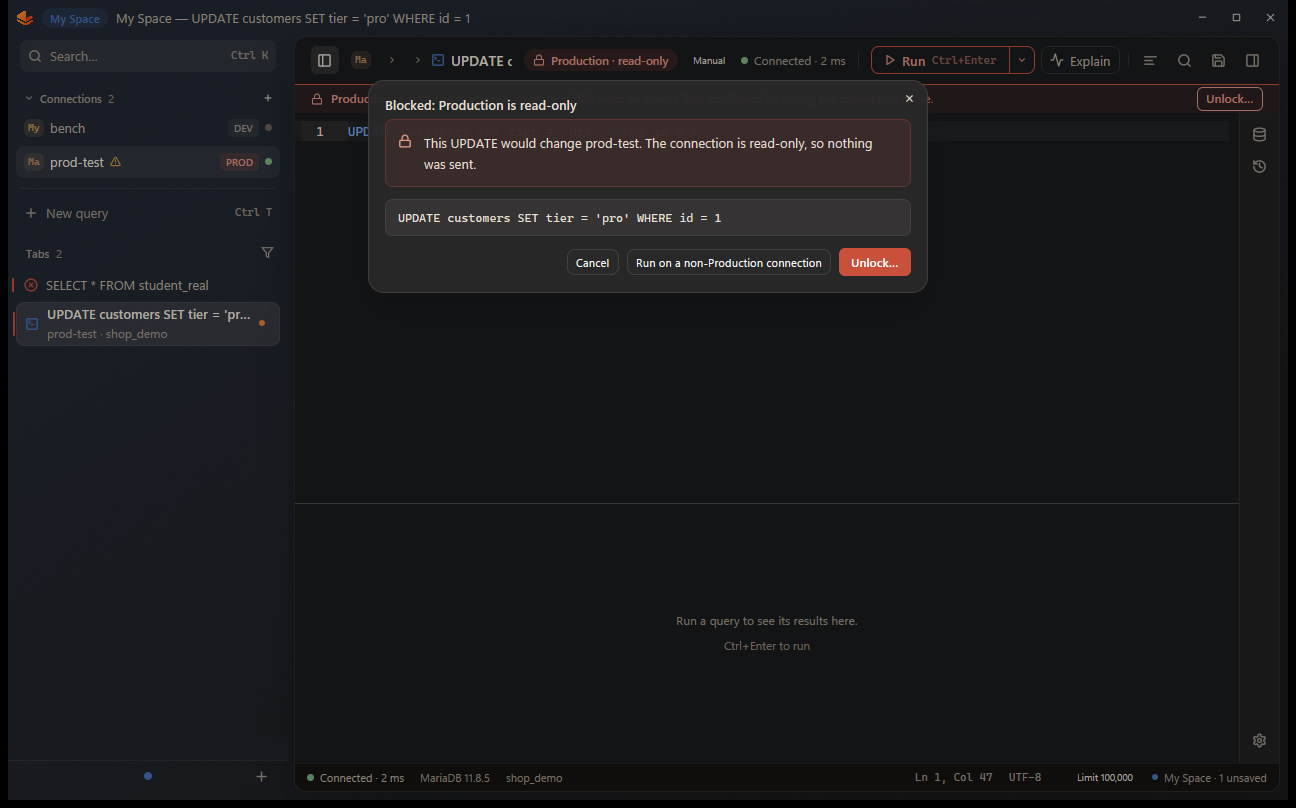 My Space
My Space — UPDATE customers SET tier = 'pro' WHERE id = 1
Search...
Ctrl K
Connections 2
My bench DEV
Ma prod-test PROD
New query Ctrl T
Tabs 2
SELECT * FROM student_real
UPDATE customers SET tier = 'pr...
prod-test · shop_demo
Ma
UPDATE c
Production · read-only
Manual
Connected · 2 ms
Run Ctrl+Enter
Explain
Produc
Unlock...
1 UPD
Blocked: Production is read-only
This UPDATE would change prod-test. The connection is read-only, so nothing
was sent.
UPDATE customers SET tier = 'pro' WHERE id = 1
Cancel
Run on a non-Production connection
Unlock...
Run a query to see its results here.
Ctrl+Enter to run
Connected · 2 ms
MariaDB 11.8.5
shop_demo
Ln 1, Col 47
UTF-8
Limit 100,000
My Space · 1 unsaved